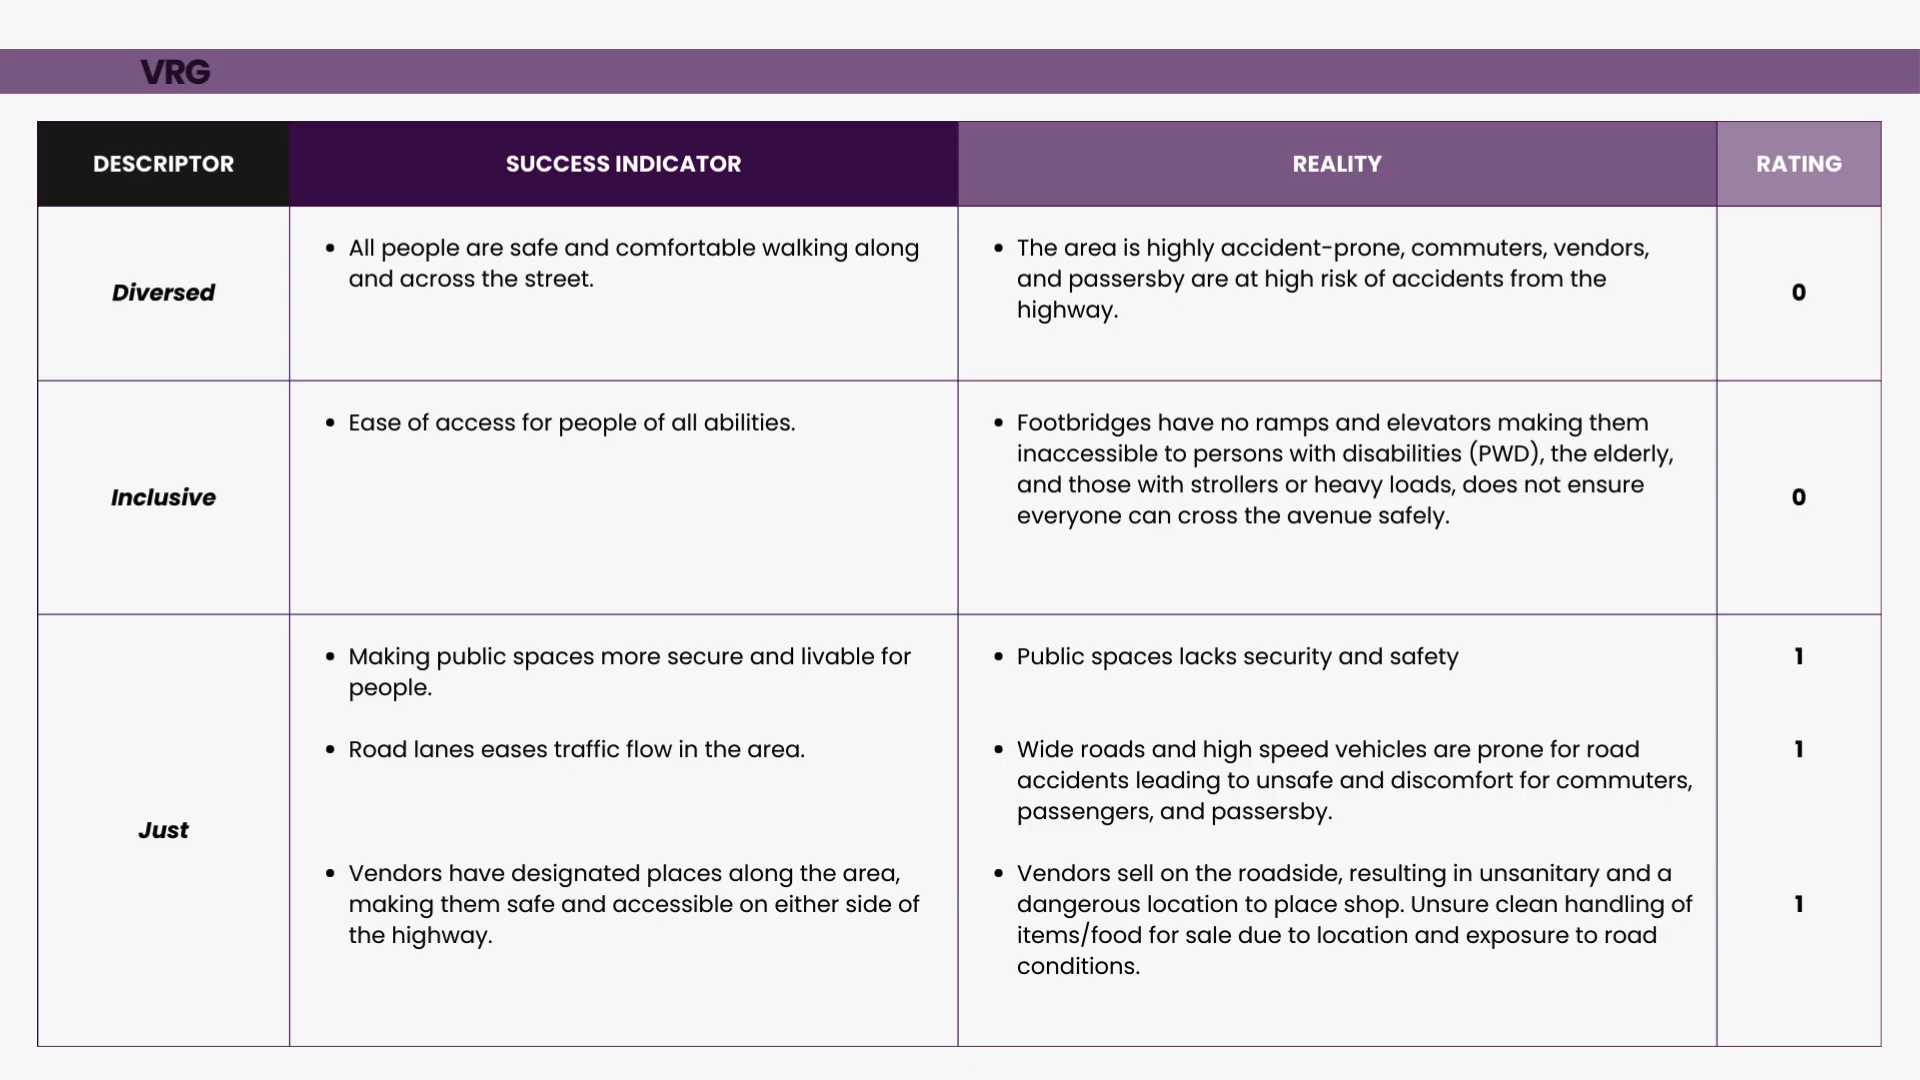 VRG
DESCRIPTOR
SUCCESS INDICATOR
REALITY
RATING
Diversed
• All people are safe and comfortable walking along
and across the street.
• The area is highly accident-prone, commuters, vendors,
and passersby are at high risk of accidents from the
highway.
0
Inclusive
• Ease of access for people of all abilities.
• Footbridges have no ramps and elevators making them
inaccessible to persons with disabilities (PWD), the elderly,
and those with strollers or heavy loads, does not ensure
everyone can cross the avenue safely.
0
Just
• Making public spaces more secure and livable for
people.
• Public spaces lacks security and safety
1
• Road lanes eases traffic flow in the area.
• Wide roads and high speed vehicles are prone for road
accidents leading to unsafe and discomfort for commuters,
passengers, and passersby.
1
• Vendors have designated places along the area,
making them safe and accessible on either side of
the highway.
• Vendors sell on the roadside, resulting in unsanitary and a
dangerous location to place shop. Unsure clean handling of
items/food for sale due to location and exposure to road
conditions.
1